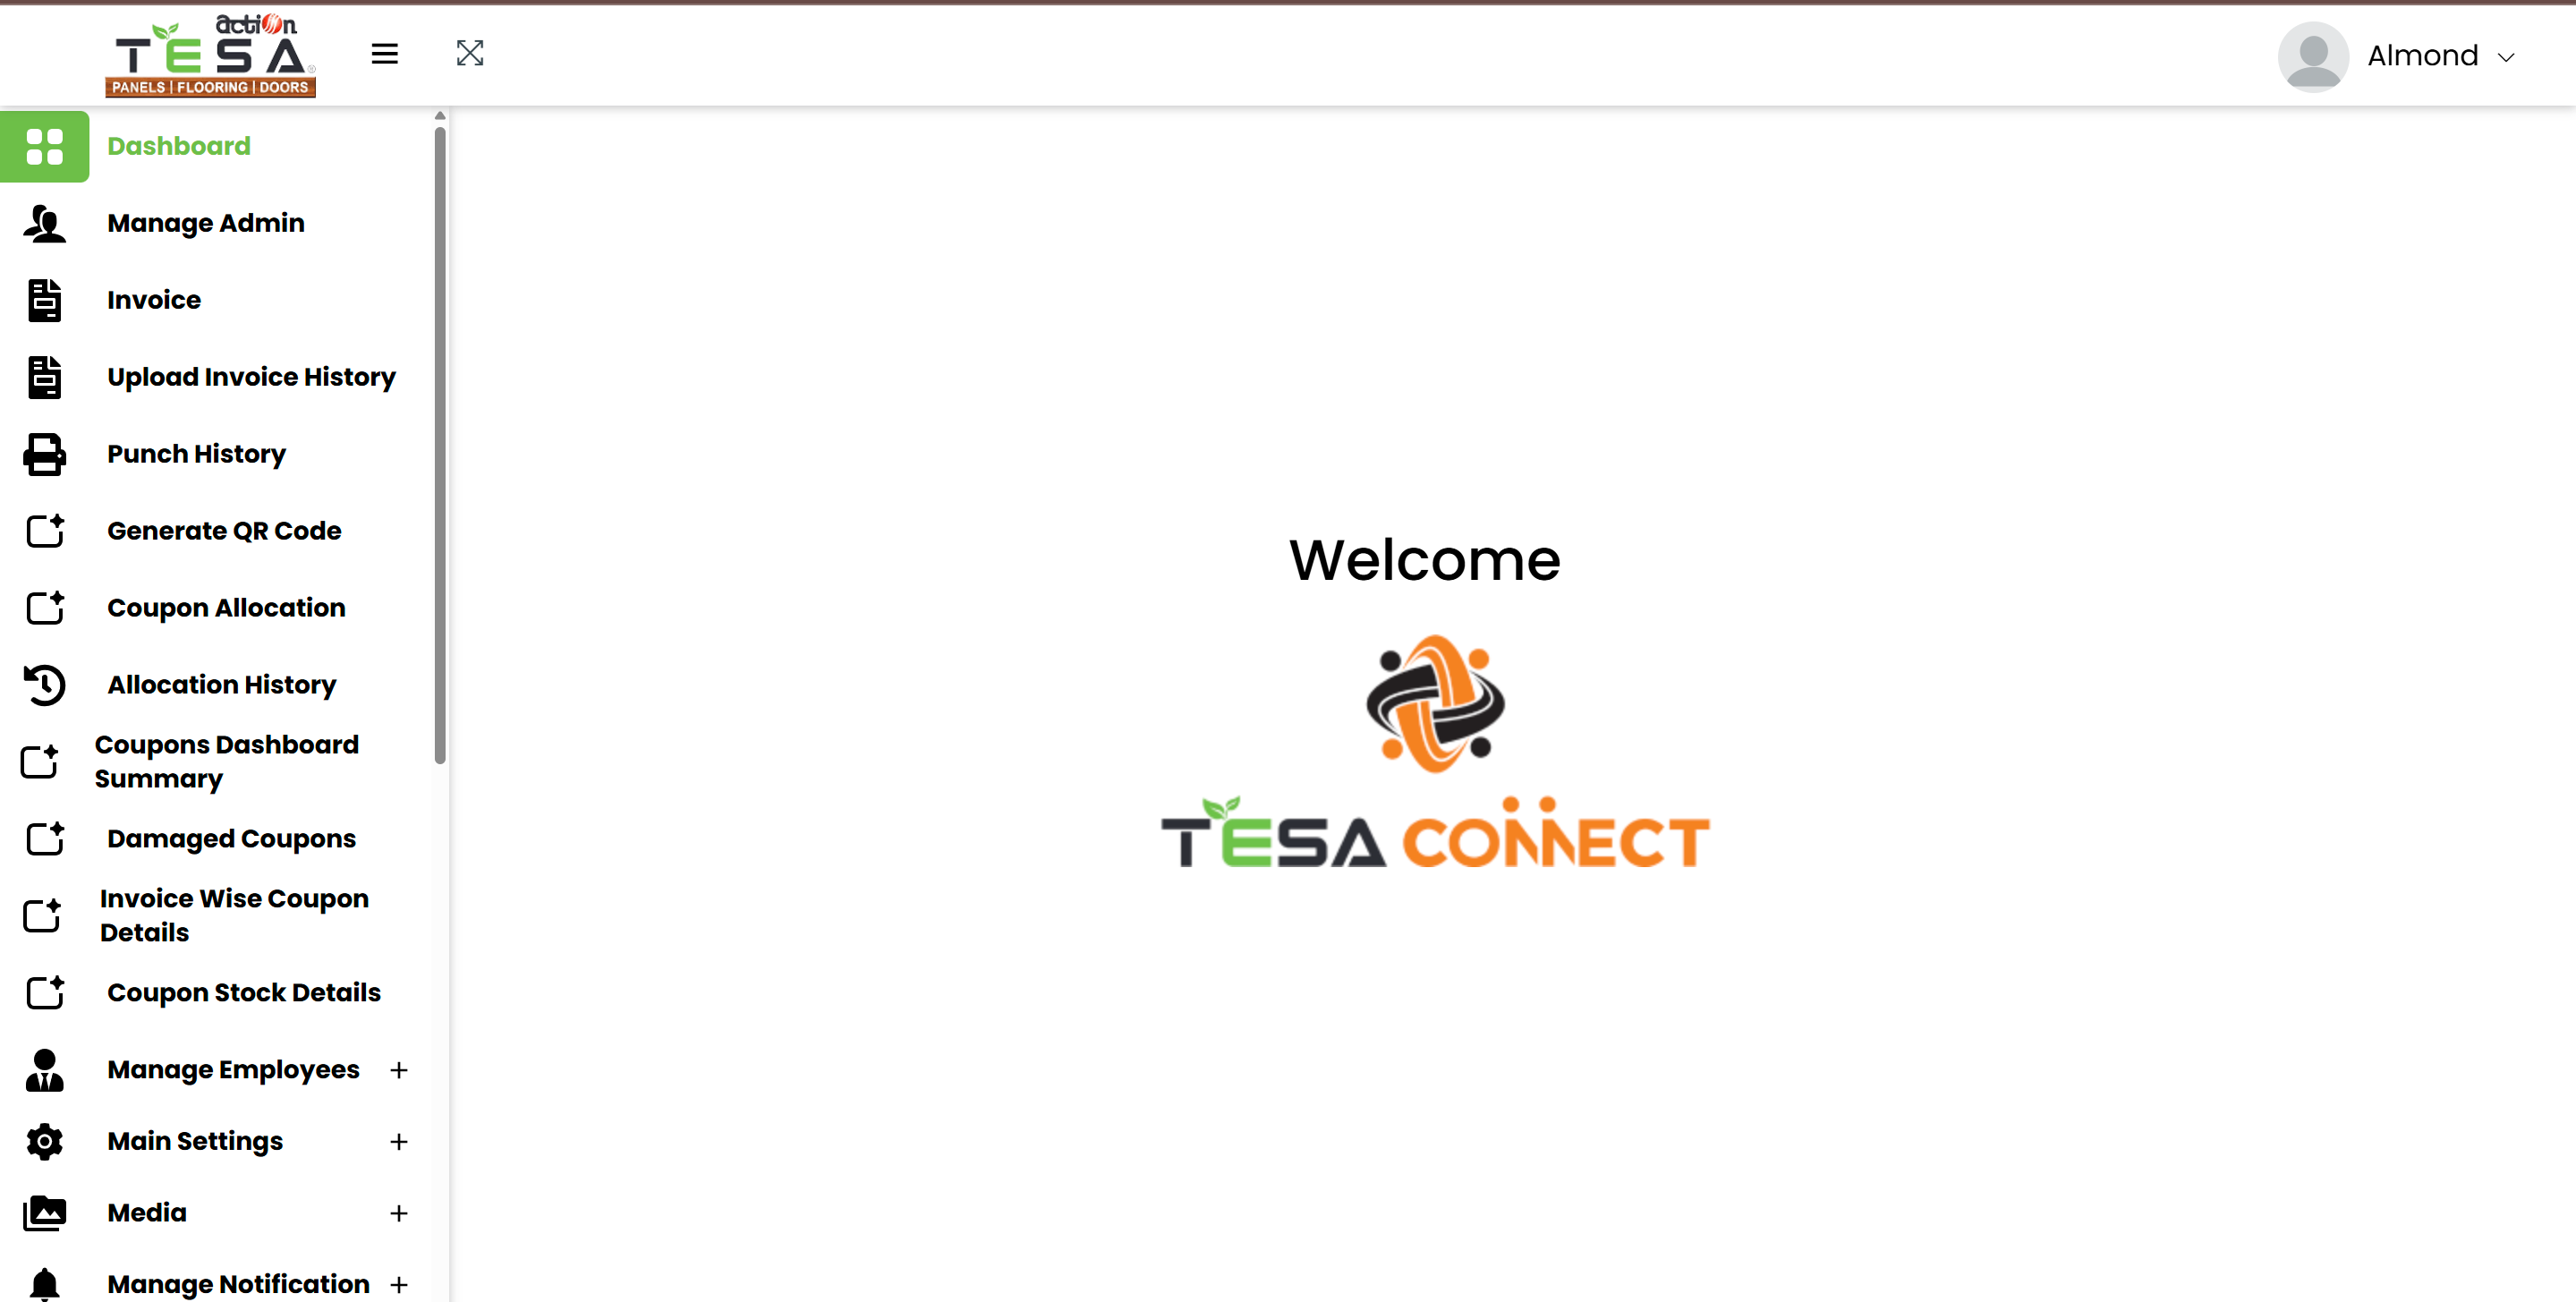 action
TESA
PANELS | FLOORING | DOORS
Almond
Dashboard
Manage Admin
Invoice
Upload Invoice History
Punch History
Generate QR Code
Coupon Allocation
Allocation History
Coupons Dashboard
Summary
Damaged Coupons
Invoice Wise Coupon
Details
Coupon Stock Details
Manage Employees +
Main Settings +
Media +
Manage Notification +
Welcome
TESA CONNECT